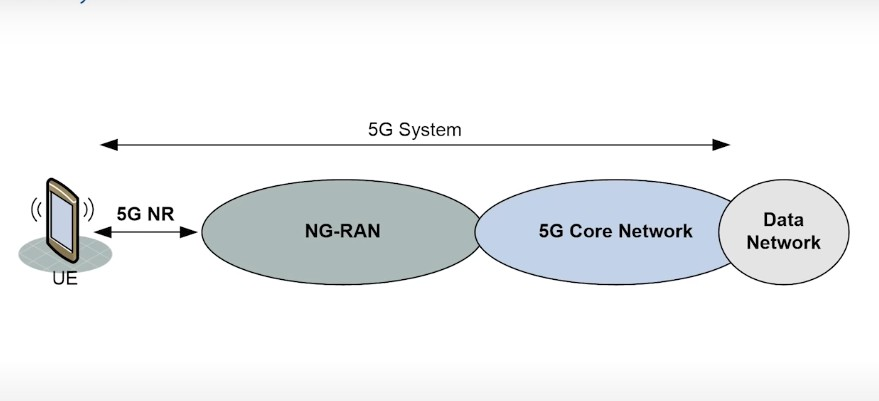 5G System
5G NR
UE
NG-RAN
5G Core Network
Data
Network